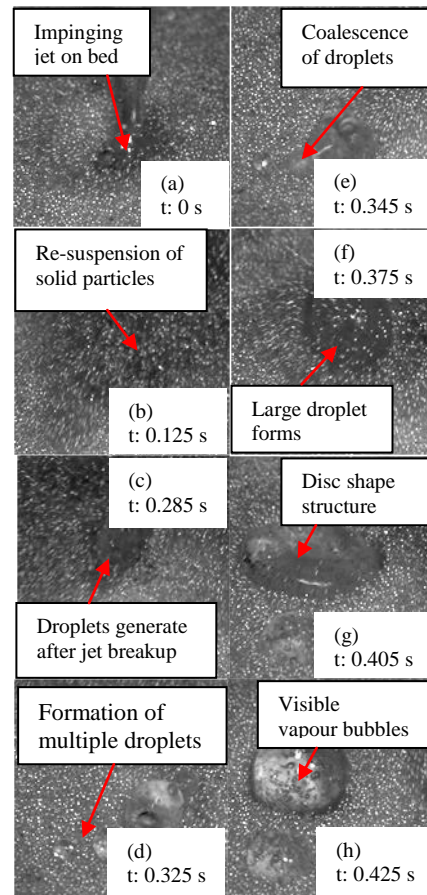 Impinging
jet on bed
(a)
t: 0 s
Re-suspension of
solid particles
(b)
t: 0.125 s
(c)
t: 0.285 s
Droplets generate
after jet breakup
Formation of
multiple droplets
(d)
t: 0.325 s
Coalescence
of droplets
(e)
t: 0.345 s
(f)
t: 0.375 s
Large droplet
forms
Disc shape
structure
(g)
t: 0.405 s
Visible
vapour bubbles
(h)
t: 0.425 s